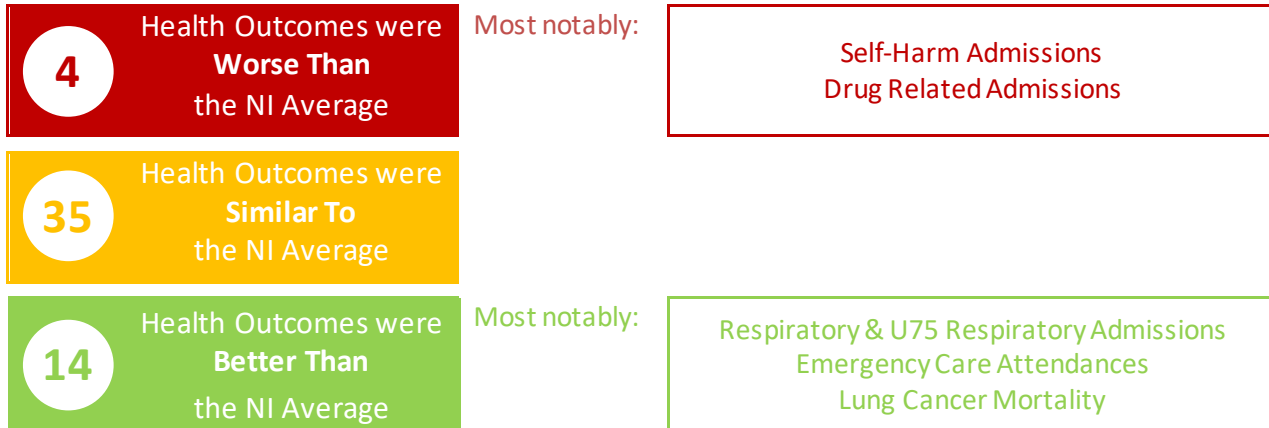 4
Health Outcomes were
Worse Than
the NI Average
Most notably:
Self-Harm Admissions
Drug Related Admissions
35
Health Outcomes were
Similar To
the NI Average
14
Health Outcomes were
Better Than
the NI Average
Most notably:
Respiratory & U75 Respiratory Admissions
Emergency Care Attendances
Lung Cancer Mortality